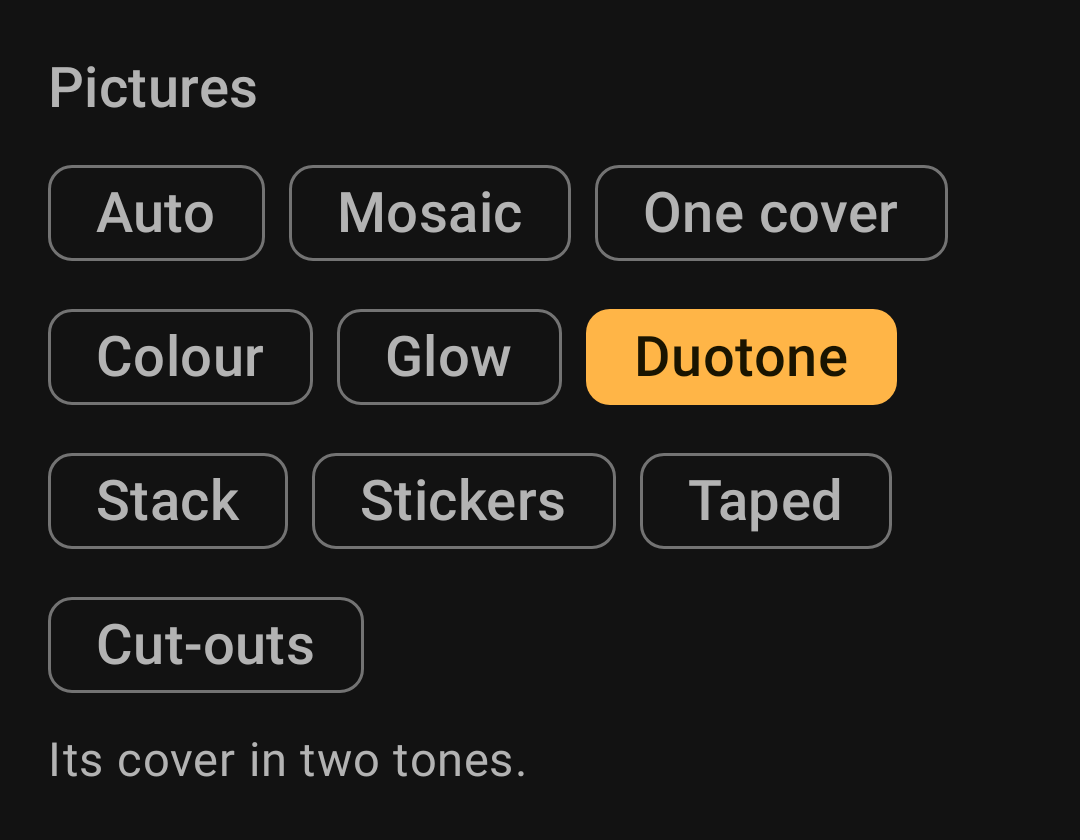 Pictures
Auto Mosaic One cover
Colour Glow Duotone
Stack Stickers Taped
Cut-outs
Its cover in two tones.